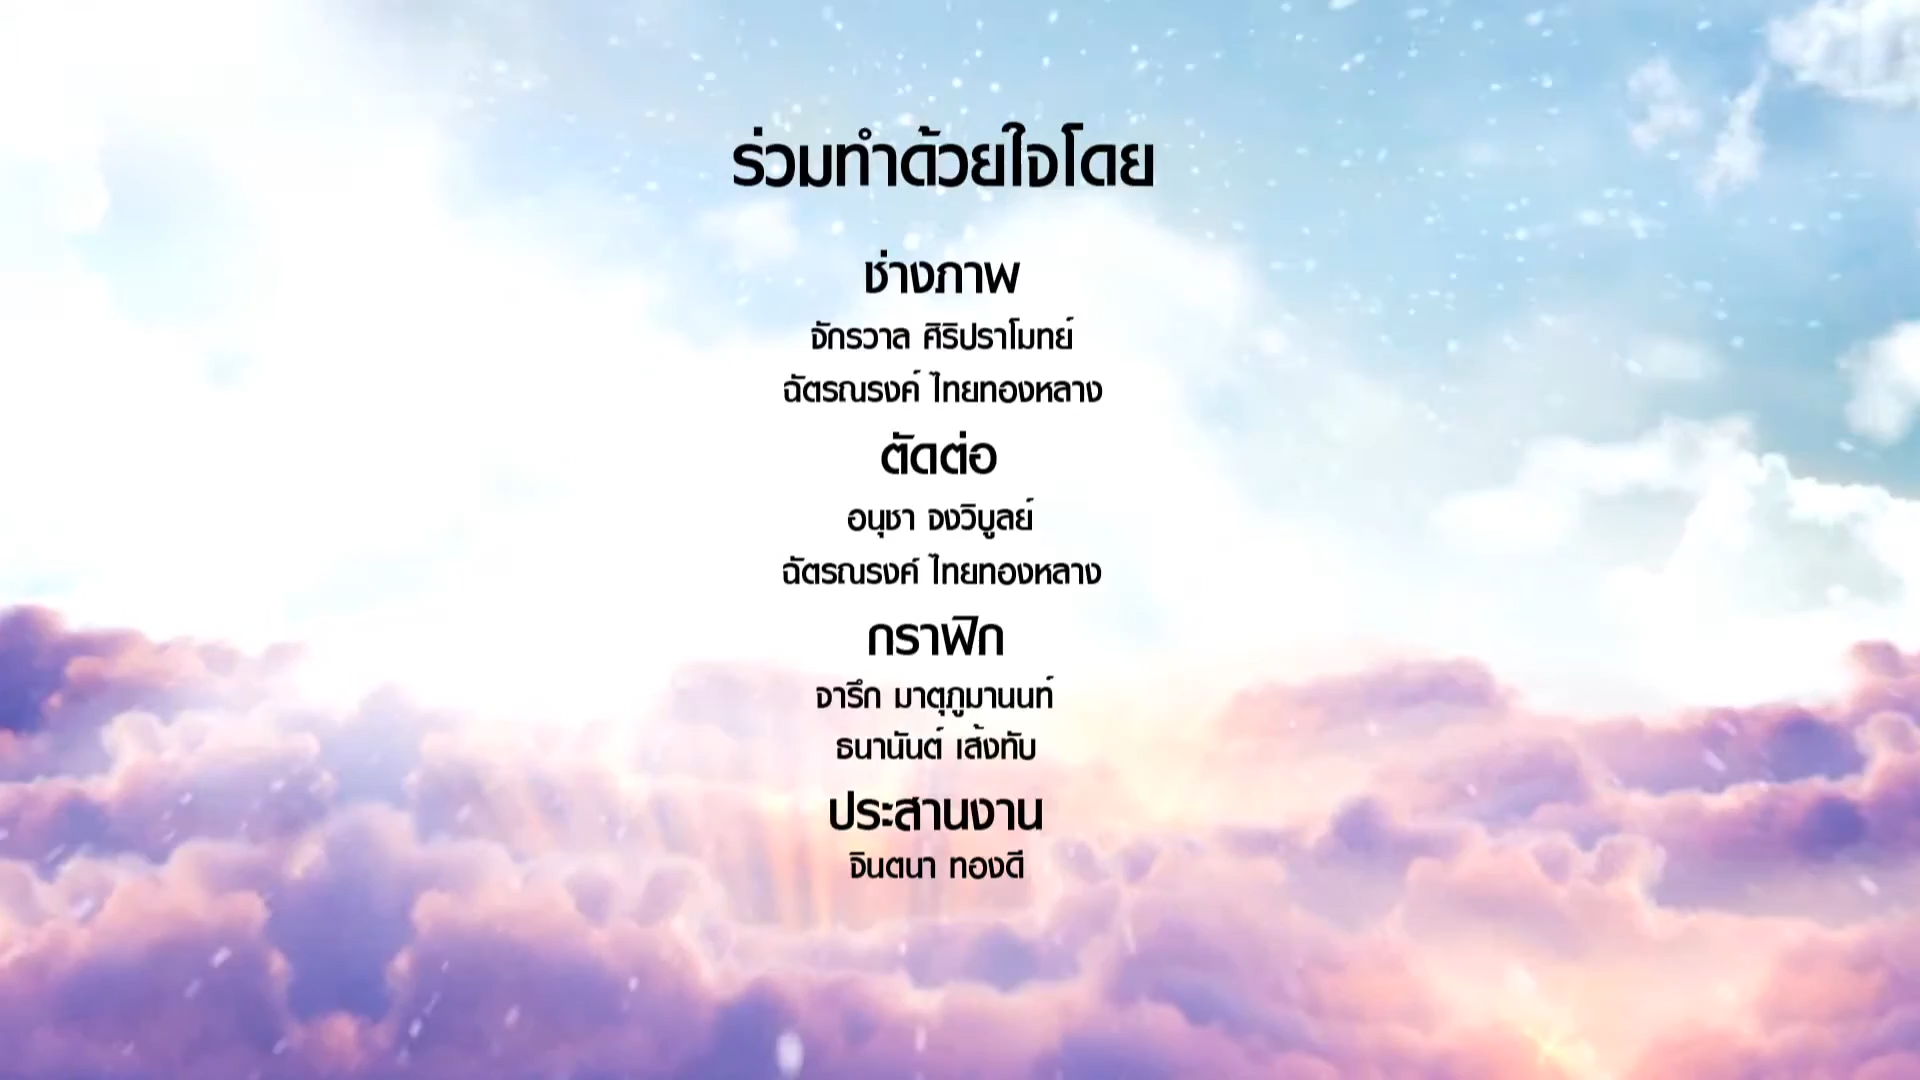 ร่วมทำด้วยใจโดย
ช่างภาพ
จักรวาล ศิริปราโมทย์
ฉัตรณรงค์ ไทยทองหลาง
ตัดต่อ
อนุชา จงวิบูลย์
ฉัตรณรงค์ ไทยทองหลาง
กราฟิก
จารึก มาตุภูมานนท์
ธนานันต์ เส้งทับ
ประสานงาน
จินตนา ทองดี